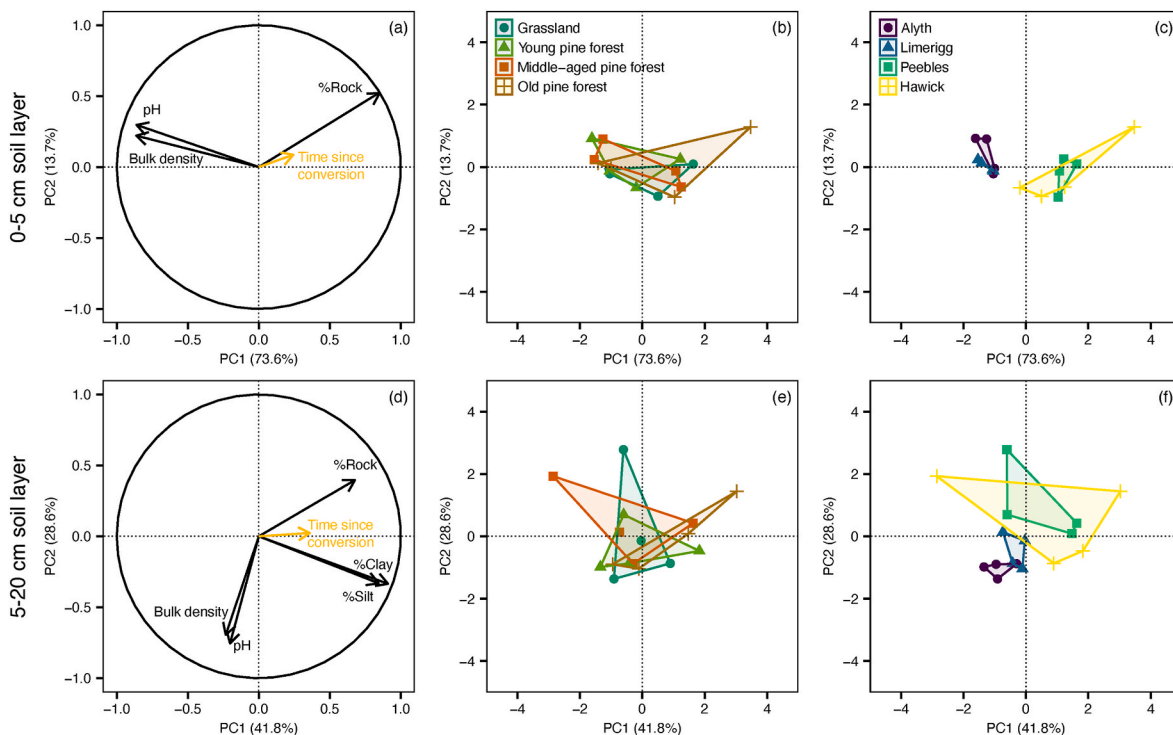 0-5 cm soil layer
PC2 (13.7%)
1.0
0.5
0.0
−0.5
−1.0
(a)
%Rock
pH
Bulk density
Time since
conversion
−1.0
−0.5
0.0
0.5
1.0
PC1 (73.6%)
PC2 (13.7%)
4
2
0
−2
−4
(b)
Grassland
Young pine forest
Middle−aged pine forest
Old pine forest
−4
−2
0
2
4
PC1 (73.6%)
PC2 (13.7%)
4
2
0
−2
−4
(c)
Alyth
Limerigg
Peebles
Hawick
−4
−2
0
2
4
PC1 (73.6%)
5-20 cm soil layer
PC2 (28.6%)
1.0
0.5
0.0
−0.5
−1.0
(d)
%Rock
Time since
conversion
%Clay
%Silt
Bulk density
pH
−1.0
−0.5
0.0
0.5
1.0
PC1 (41.8%)
PC2 (28.6%)
4
2
0
−2
−4
(e)
−4
−2
0
2
4
PC1 (41.8%)
PC2 (28.6%)
4
2
0
−2
−4
(f)
−4
−2
0
2
4
PC1 (41.8%)